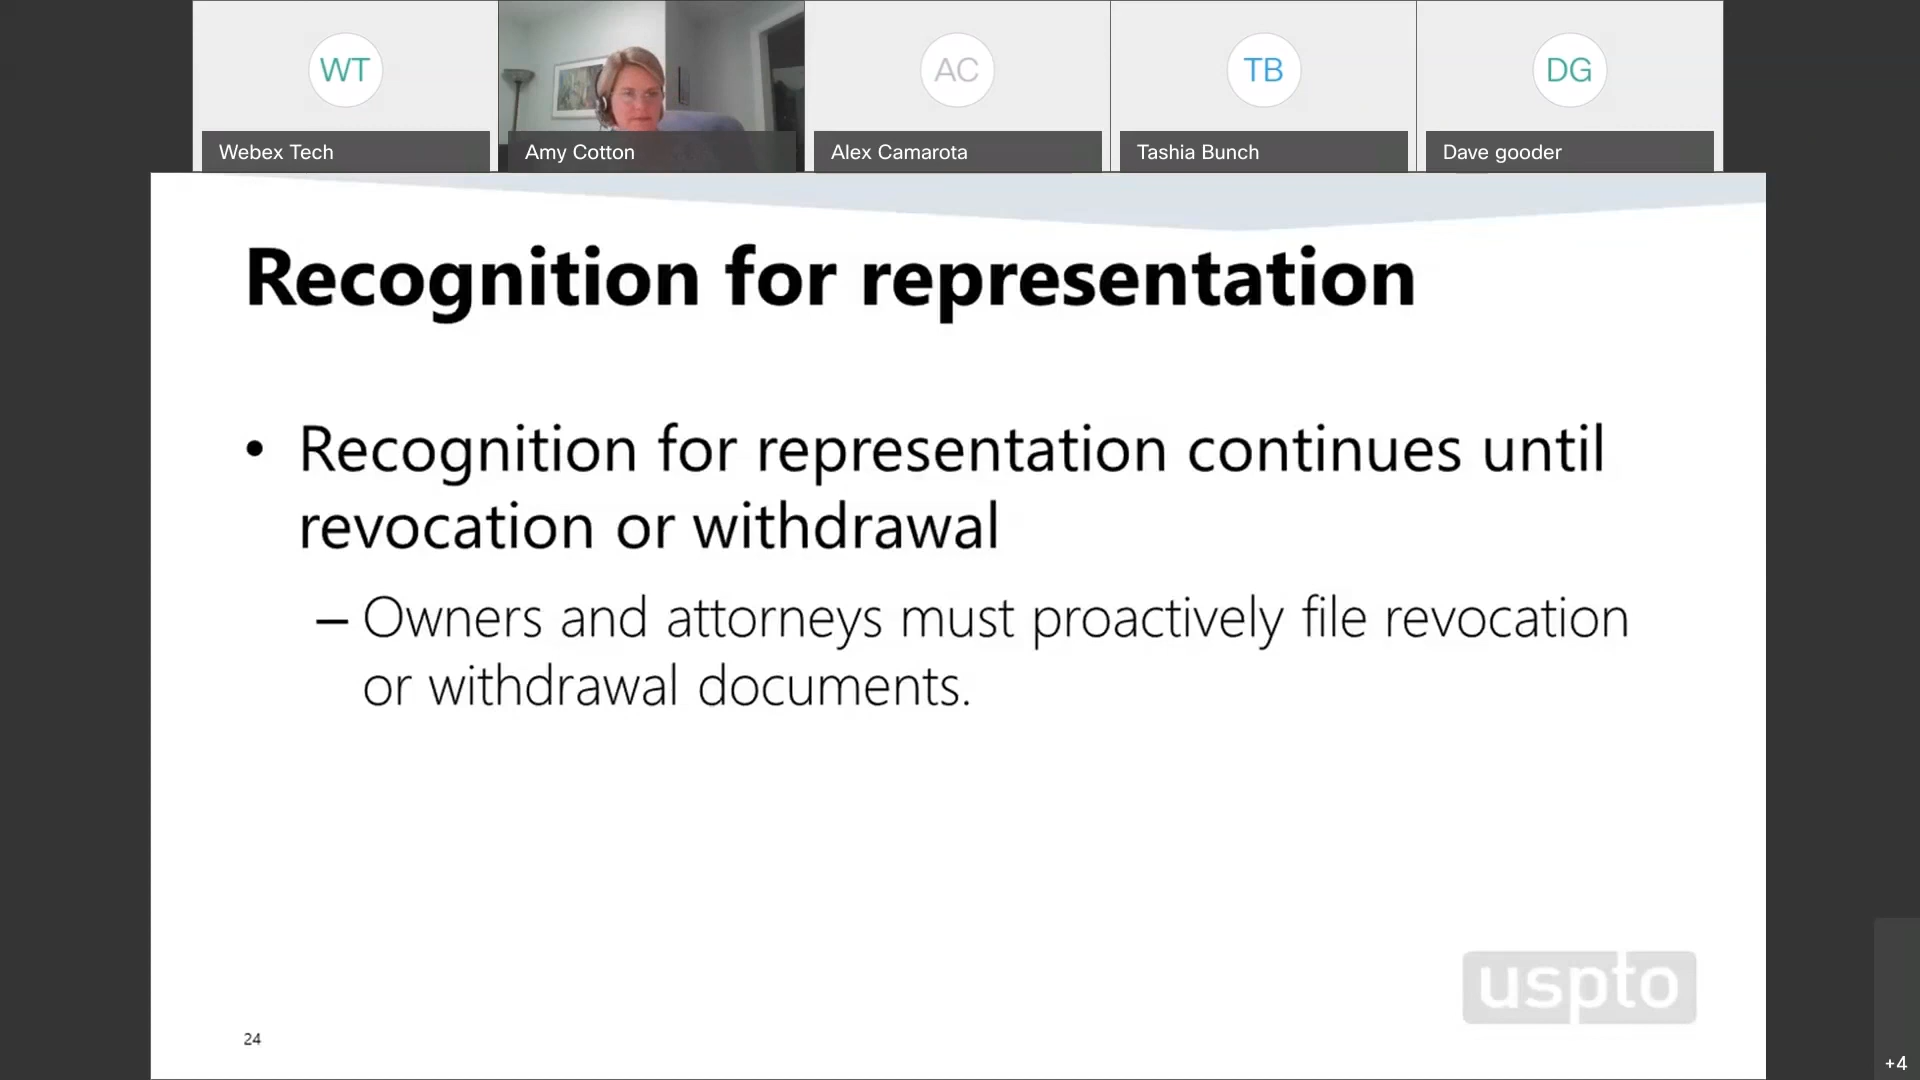 WT
AC
TB
DG
Webex Tech
Amy Cotton
Alex Camarota
Tashia Bunch
Dave gooder
Recognition for representation
• Recognition for representation continues until
revocation or withdrawal
– Owners and attorneys must proactively file revocation
or withdrawal documents.
uspto
24
+4